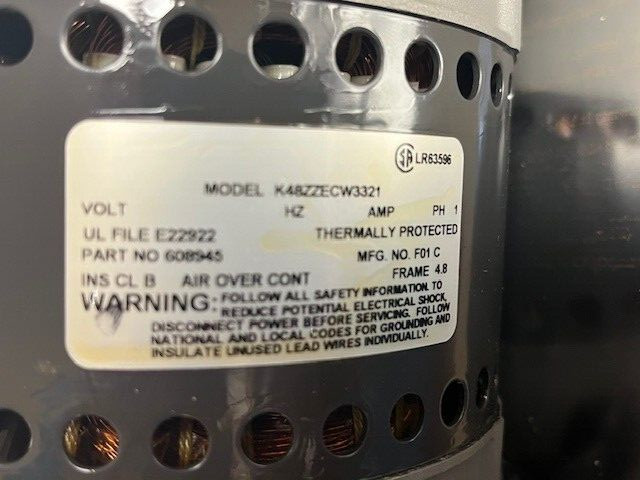 SA LR63596
MODEL K48ZZECW3321
VOLT HZ AMP PH 1
UL FILE E22922 THERMALLY PROTECTED
PART NO 608945 MFG. NO. F01 C
INS CL B AIR OVER CONT FRAME 4.8
WARNING: FOLLOW ALL SAFETY INFORMATION. TO
REDUCE POTENTIAL ELECTRICAL SHOCK,
DISCONNECT POWER BEFORE SERVICING. FOLLOW
NATIONAL AND LOCAL CODES FOR GROUNDING AND
INSULATE UNUSED LEAD WIRES INDIVIDUALLY.